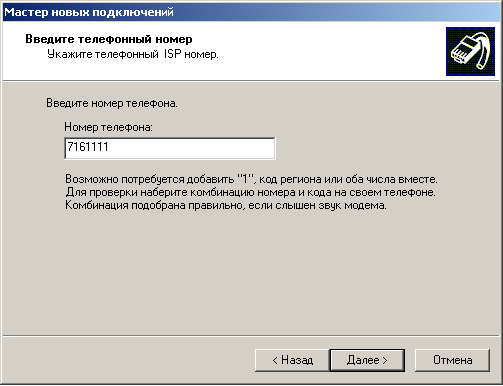 Мастер новых подключений
Введите телефонный номер
Укажите телефонный ISP номер.
Введите номер телефона.
Номер телефона:
7161111
Возможно потребуется добавить "1", код региона или оба числа вместе.
Для проверки наберите комбинацию номера и кода на своем телефоне.
Комбинация подобрана правильно, если слышен звук модема.
< Назад
Далее >
Отмена